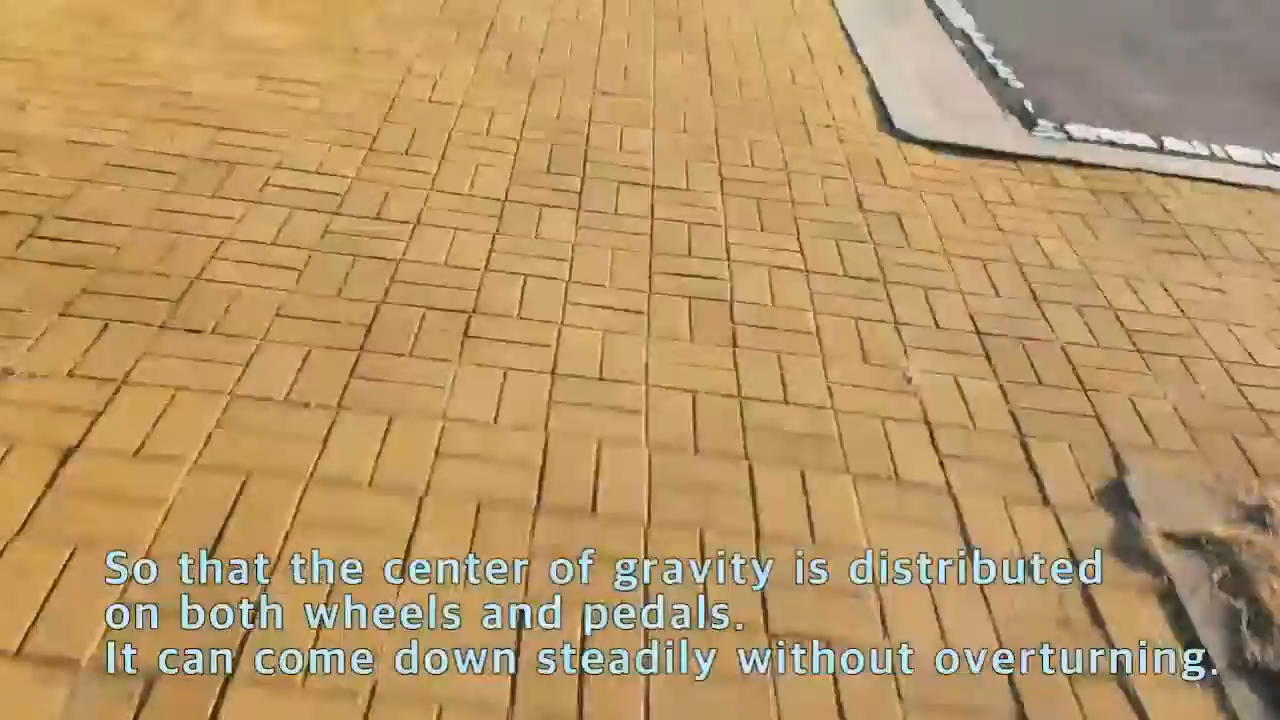 So that the center of gravity is distributed
on both wheels and pedals.
It can come down steadily without overturning.